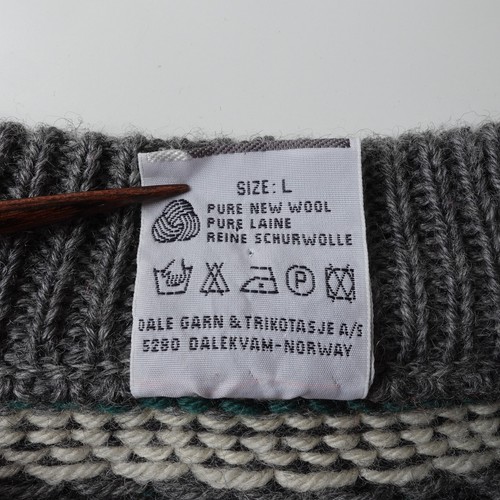 SIZE: L
PURE NEW WOOL
PURE LAINE
REINE SCHURWOLLE
P
DALE GARN & TRIKOTASJE A/S
5280 DALEKVAM-NORWAY